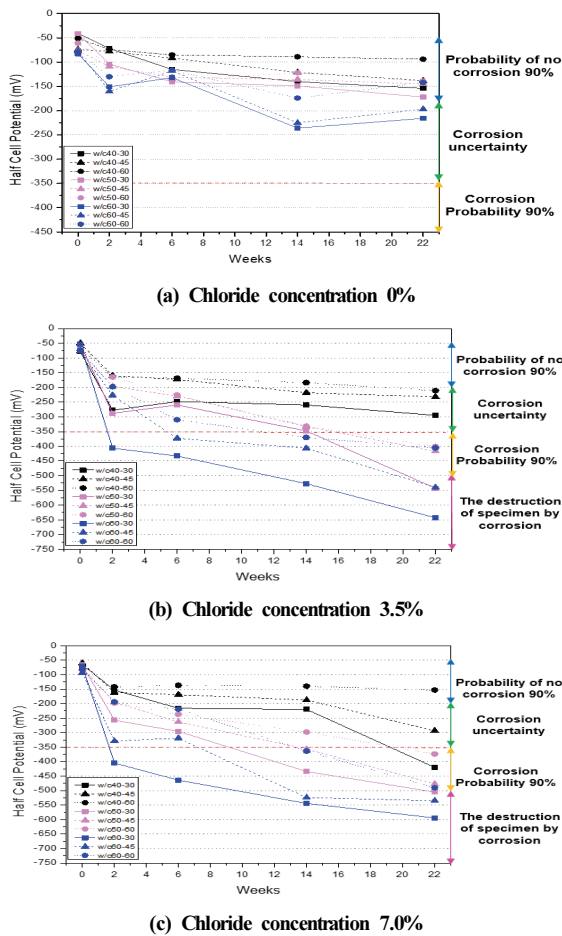 0
-50
-100
-150
-200
-250
-300
-350
-400
-450
Half Cell Potential (mV)
w/c40-30
w/c40-45
w/c40-60
w/c50-30
w/c50-45
w/c50-60
w/c60-30
w/c60-45
w/c60-60
0 2 4 6 8 10 12 14 16 18 20 22
Weeks
Probability of no
corrosion 90%
Corrosion
uncertainty
Corrosion
Probability 90%
(a) Chloride concentration 0%
0
-50
-100
-150
-200
-250
-300
-350
-400
-450
-500
-550
-600
-650
-700
-750
Half Cell Potential (mV)
w/c40-30
w/c40-45
w/c40-60
w/c50-30
w/c50-45
w/c50-60
w/c60-30
w/c60-45
w/c60-60
0 2 4 6 8 10 12 14 16 18 20 22
Weeks
Probability of no
corrosion 90%
Corrosion
uncertainty
Corrosion
Probability 90%
The destruction
of specimen by
corrosion
(b) Chloride concentration 3.5%
0
-50
-100
-150
-200
-250
-300
-350
-400
-450
-500
-550
-600
-650
-700
-750
Half Cell Potential (mV)
w/c40-30
w/c40-45
w/c40-60
w/c50-30
w/c50-45
w/c50-60
w/c60-30
w/c60-45
w/c60-60
0 2 4 6 8 10 12 14 16 18 20 22
Weeks
Probability of no
corrosion 90%
Corrosion
uncertainty
Corrosion
Probability 90%
The destruction
of specimen by
corrosion
(c) Chloride concentration 7.0%